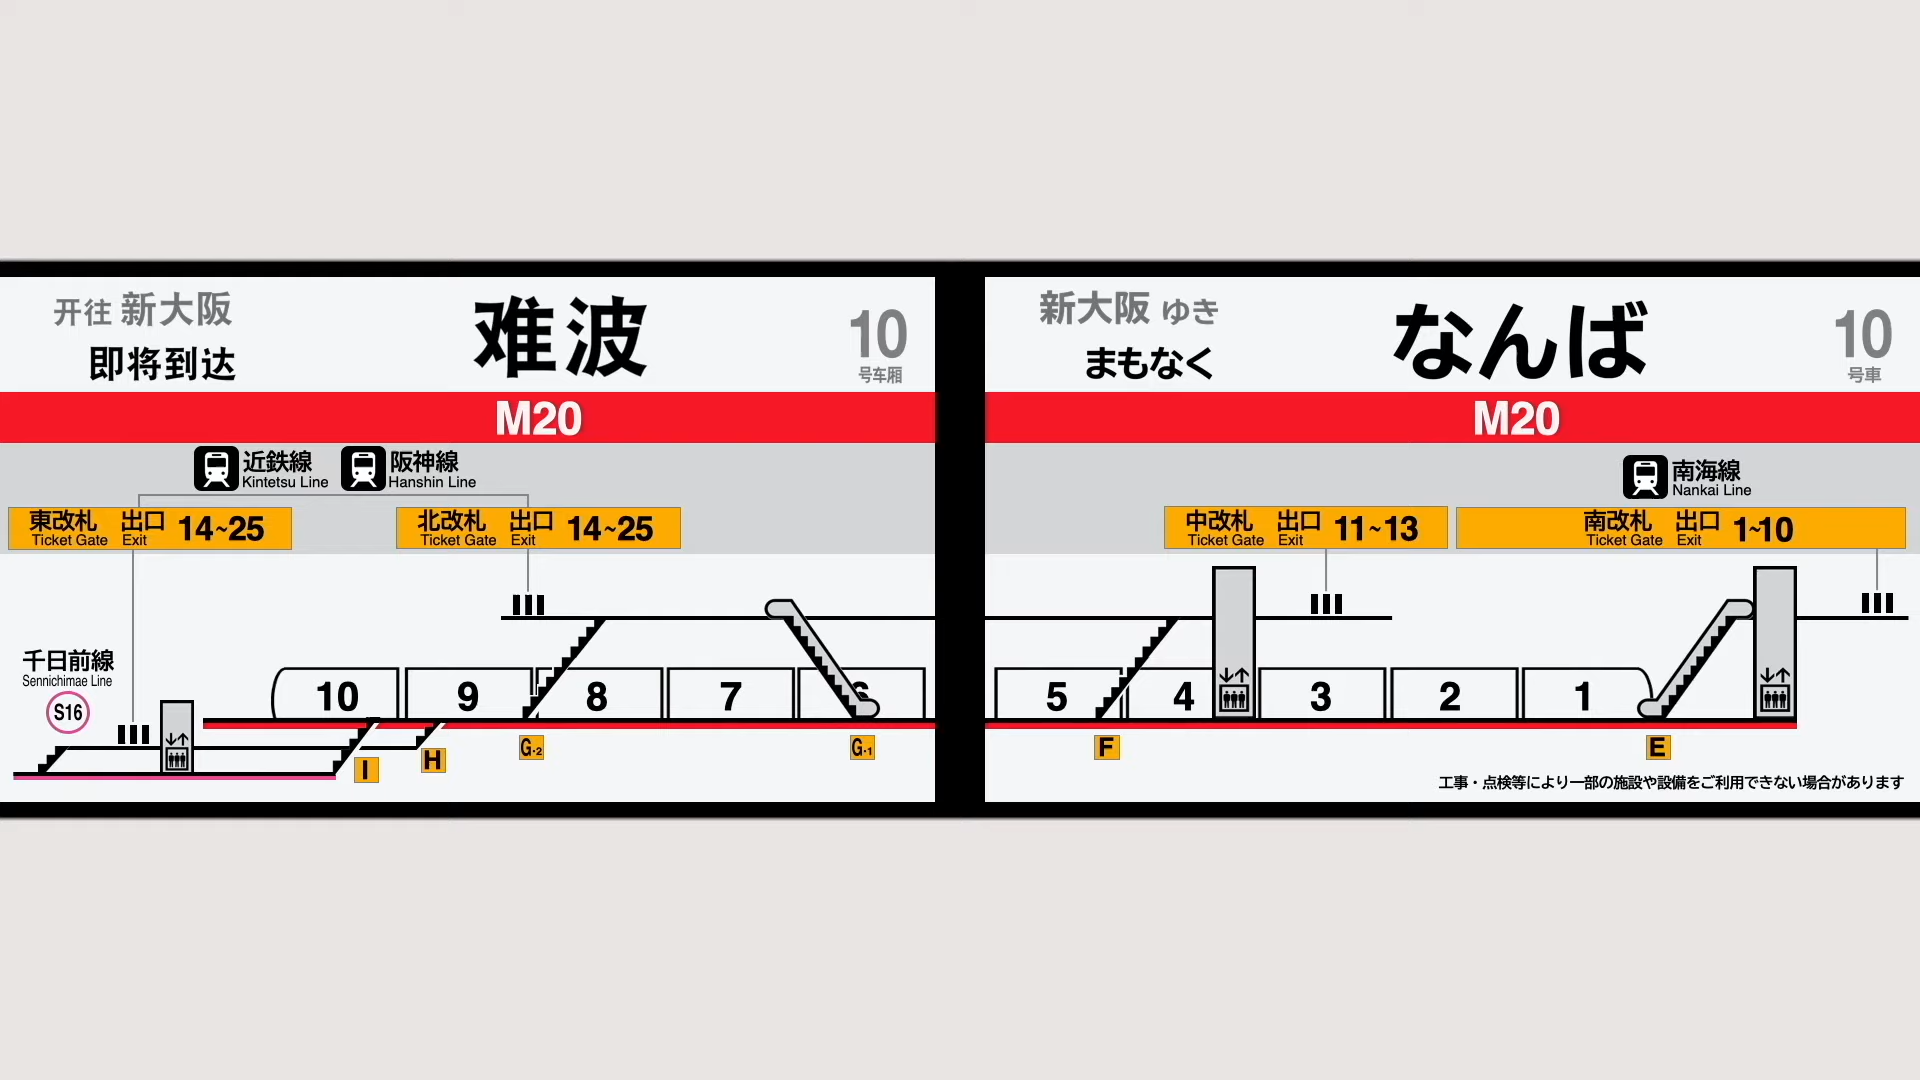 开往 新大阪
即将到达
难波
10
号车厢
M20
近鉄線
Kintetsu Line
阪神線
Hanshin Line
東改札 出口 14~25
Ticket Gate Exit
北改札 出口 14~25
Ticket Gate Exit
千日前線
Sennichimae Line
S16
10 9 8 7 6
I H G-2 G-1
新大阪 ゆき
まもなく
なんば
10
号車
M20
南海線
Nankai Line
中改札 出口 11~13
Ticket Gate Exit
南改札 出口 1~10
Ticket Gate Exit
5 4 3 2 1
F E
工事・点検等により一部の施設や設備をご利用できない場合があります